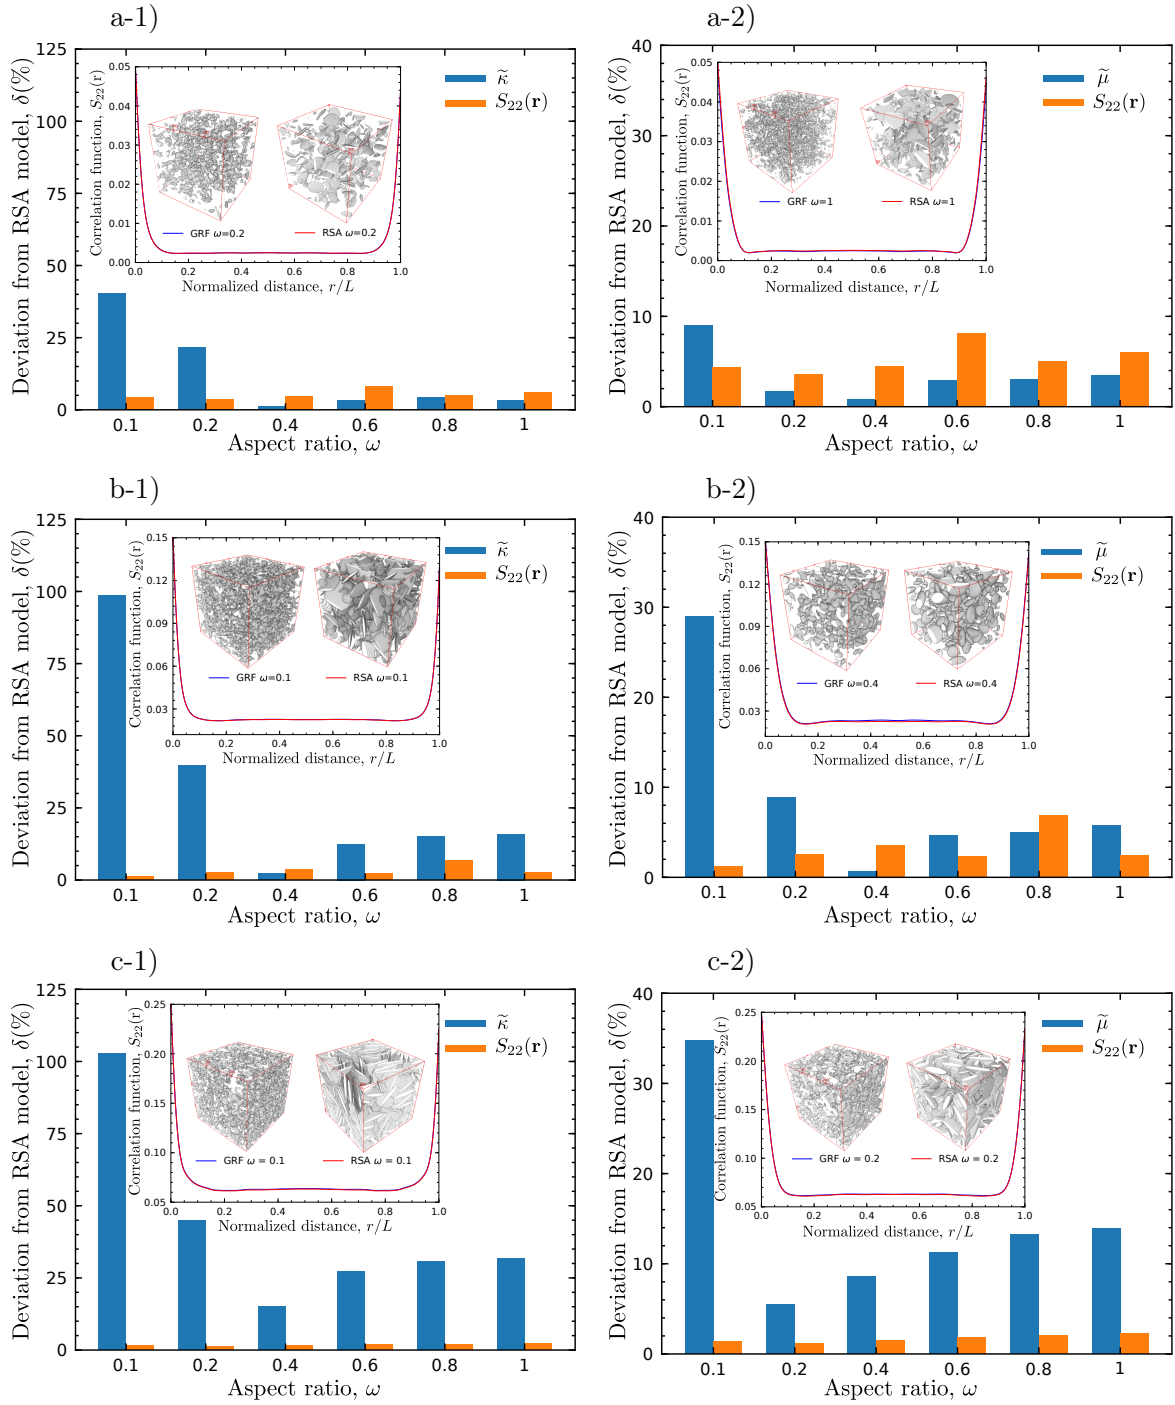 a-1)
Deviation from RSA model, δ(%)
125
100
75
50
25
0
κ̃
S₂₂(𝐫)
Correlation function, S₂₂(r)
0.05
0.04
0.03
0.02
0.01
0.00
GRF ω=0.2
RSA ω=0.2
0.0 0.2 0.4 0.6 0.8 1.0
Normalized distance, r/L
0.1 0.2 0.4 0.6 0.8 1
Aspect ratio, ω
a-2)
Deviation from RSA model, δ(%)
40
30
20
10
0
μ̃
S₂₂(𝐫)
Correlation function, S₂₂(r)
0.05
0.04
0.03
0.02
0.01
0.00
GRF ω=1
RSA ω=1
0.0 0.2 0.4 0.6 0.8 1.0
Normalized distance, r/L
0.1 0.2 0.4 0.6 0.8 1
Aspect ratio, ω
b-1)
Deviation from RSA model, δ(%)
125
100
75
50
25
0
κ̃
S₂₂(𝐫)
Correlation function, S₂₂(r)
0.15
0.12
0.09
0.06
0.03
GRF ω=0.1
RSA ω=0.1
0.0 0.2 0.4 0.6 0.8 1.0
Normalized distance, r/L
0.1 0.2 0.4 0.6 0.8 1
Aspect ratio, ω
b-2)
Deviation from RSA model, δ(%)
40
30
20
10
0
μ̃
S₂₂(𝐫)
Correlation function, S₂₂(r)
0.15
0.12
0.09
0.06
0.03
GRF ω=0.4
RSA ω=0.4
0.0 0.2 0.4 0.6 0.8 1.0
Normalized distance, r/L
0.1 0.2 0.4 0.6 0.8 1
Aspect ratio, ω
c-1)
Deviation from RSA model, δ(%)
125
100
75
50
25
0
κ̃
S₂₂(𝐫)
Correlation function, S₂₂(r)
0.25
0.20
0.15
0.10
0.05
GRF ω = 0.1
RSA ω = 0.1
0.0 0.2 0.4 0.6 0.8 1.0
Normalized distance, r/L
0.1 0.2 0.4 0.6 0.8 1
Aspect ratio, ω
c-2)
Deviation from RSA model, δ(%)
40
30
20
10
0
μ̃
S₂₂(𝐫)
Correlation function, S₂₂(r)
0.25
0.20
0.15
0.10
0.05
GRF ω = 0.2
RSA ω = 0.2
0.0 0.2 0.4 0.6 0.8 1.0
Normalized distance, r/L
0.1 0.2 0.4 0.6 0.8 1
Aspect ratio, ω